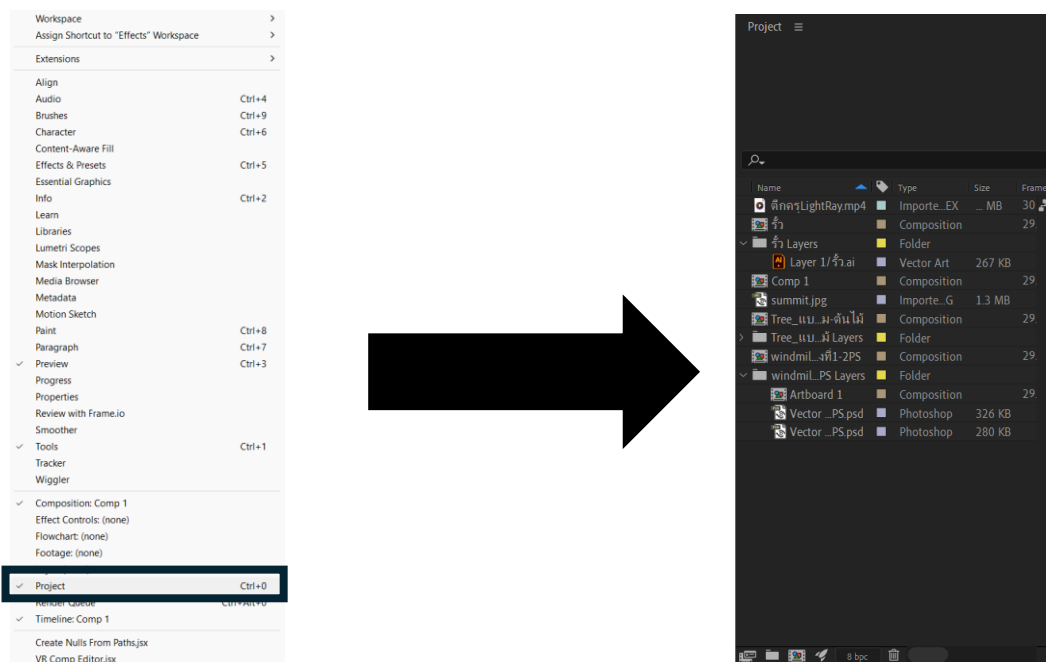 Workspace
Assign Shortcut to "Effects" Workspace
Extensions
Align
Audio Ctrl+4
Brushes Ctrl+9
Character Ctrl+6
Content-Aware Fill
Effects & Presets Ctrl+5
Essential Graphics
Info Ctrl+2
Learn
Libraries
Lumetri Scopes
Mask Interpolation
Media Browser
Metadata
Motion Sketch
Paint Ctrl+8
Paragraph Ctrl+7
Preview Ctrl+3
Progress
Properties
Review with Frame.io
Smoother
Tools Ctrl+1
Tracker
Wiggler
Composition: Comp 1
Effect Controls: (none)
Flowchart: (none)
Footage: (none)
Project Ctrl+0
Render Queue Ctrl+Alt+0
Timeline: Comp 1
Create Nulls From Paths.jsx
VR Comp Editor.jsx
Project
Name Type Size Frame
ตึกครุLightRay.mp4 Importe...EX ... MB 30
รั้ว Composition 29.
รั้ว Layers Folder
Layer 1/รั้ว.ai Vector Art 267 KB
Comp 1 Composition 29.
summit.jpg Importe...G 1.3 MB
Tree_แบ...ม-ต้นไม้ Composition 29.
Tree_แบ...ม้ Layers Folder
windmil...งที่1-2PS Composition 29.
windmil...PS Layers Folder
Artboard 1 Composition 29.
Vector ...PS.psd Photoshop 326 KB
Vector ...PS.psd Photoshop 280 KB
8 bpc